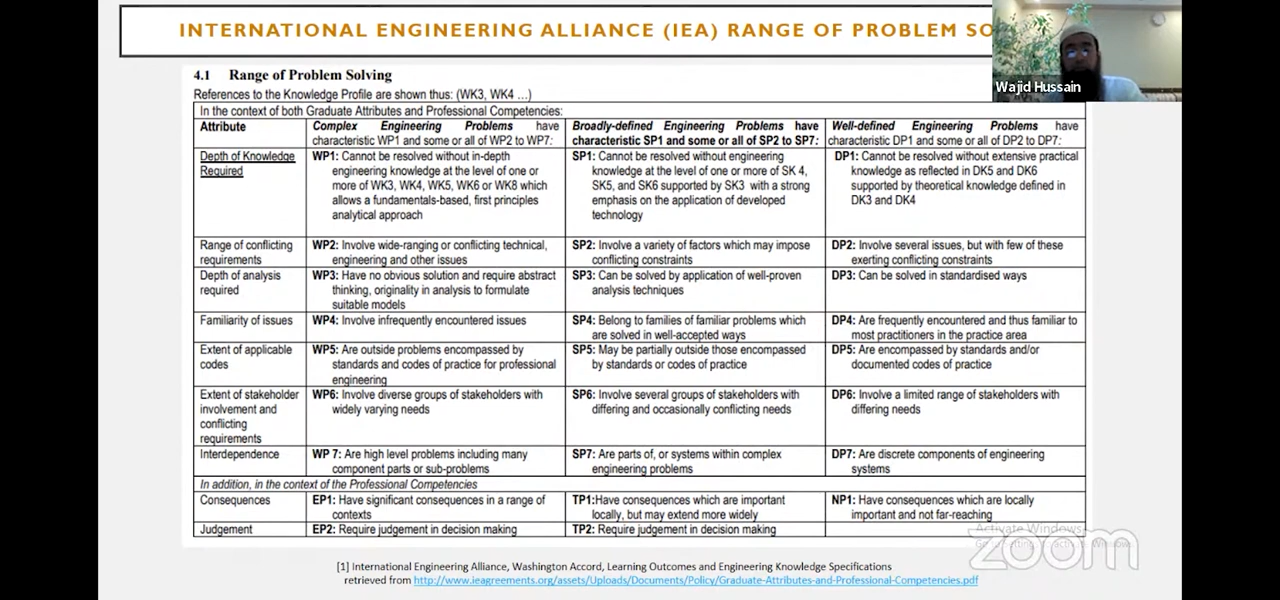 INTERNATIONAL ENGINEERING ALLIANCE (IEA) RANGE OF PROBLEM SO
Wajid Hussain
4.1 Range of Problem Solving
References to the Knowledge Profile are shown thus: (WK3, WK4 ...)
In the context of both Graduate Attributes and Professional Competencies:
Attribute
Complex Engineering Problems have
characteristic WP1 and some or all of WP2 to WP7:
Broadly-defined Engineering Problems have
characteristic SP1 and some or all of SP2 to SP7:
Well-defined Engineering Problems have
characteristic DP1 and some or all of DP2 to DP7:
Depth of Knowledge
Required
WP1: Cannot be resolved without in-depth
engineering knowledge at the level of one or
more of WK3, WK4, WK5, WK6 or WK8 which
allows a fundamentals-based, first principles
analytical approach
SP1: Cannot be resolved without engineering
knowledge at the level of one or more of SK 4,
SK5, and SK6 supported by SK3 with a strong
emphasis on the application of developed
technology
DP1: Cannot be resolved without extensive practical
knowledge as reflected in DK5 and DK6
supported by theoretical knowledge defined in
DK3 and DK4
Range of conflicting
requirements
WP2: Involve wide-ranging or conflicting technical,
engineering and other issues
SP2: Involve a variety of factors which may impose
conflicting constraints
DP2: Involve several issues, but with few of these
exerting conflicting constraints
Depth of analysis
required
WP3: Have no obvious solution and require abstract
thinking, originality in analysis to formulate
suitable models
SP3: Can be solved by application of well-proven
analysis techniques
DP3: Can be solved in standardised ways
Familiarity of issues
WP4: Involve infrequently encountered issues
SP4: Belong to families of familiar problems which
are solved in well-accepted ways
DP4: Are frequently encountered and thus familiar to
most practitioners in the practice area
Extent of applicable
codes
WP5: Are outside problems encompassed by
standards and codes of practice for professional
engineering
SP5: May be partially outside those encompassed
by standards or codes of practice
DP5: Are encompassed by standards and/or
documented codes of practice
Extent of stakeholder
involvement and
conflicting
requirements
WP6: Involve diverse groups of stakeholders with
widely varying needs
SP6: Involve several groups of stakeholders with
differing and occasionally conflicting needs
DP6: Involve a limited range of stakeholders with
differing needs
Interdependence
WP 7: Are high level problems including many
component parts or sub-problems
SP7: Are parts of, or systems within complex
engineering problems
DP7: Are discrete components of engineering
systems
In addition, in the context of the Professional Competencies
Consequences
EP1: Have significant consequences in a range of
contexts
TP1:Have consequences which are important
locally, but may extend more widely
NP1: Have consequences which are locally
important and not far-reaching
Judgement
EP2: Require judgement in decision making
TP2: Require judgement in decision making
Activate Windows
zoom
[1] International Engineering Alliance, Washington Accord, Learning Outcomes and Engineering Knowledge Specifications
retrieved from http://www.ieagreements.org/assets/Uploads/Documents/Policy/Graduate-Attributes-and-Professional-Competencies.pdf